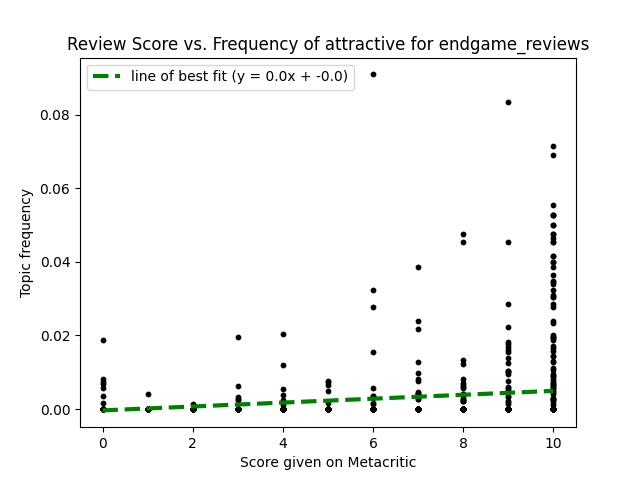 Review Score vs. Frequency of attractive for endgame_reviews
line of best fit (y = 0.0x + -0.0)
0.08
0.06
0.04
0.02
0.00
Topic frequency
0 2 4 6 8 10
Score given on Metacritic